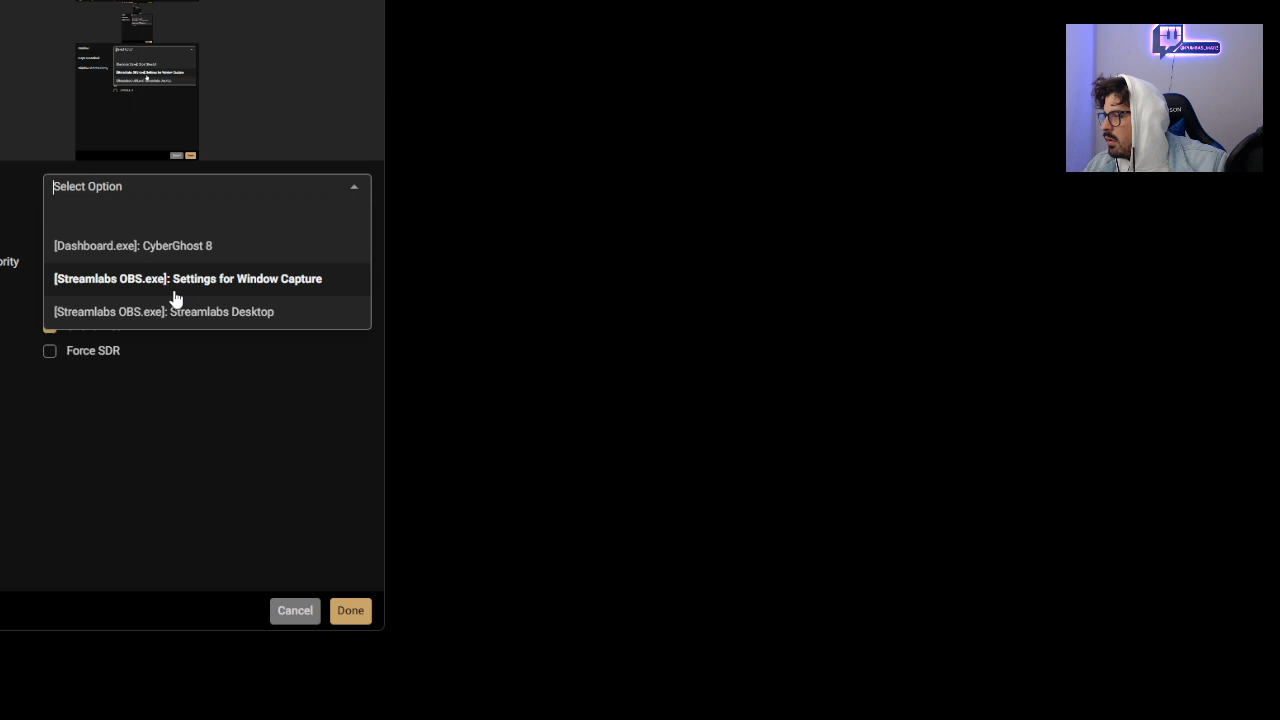 Select Option
[Dashboard.exe]: CyberGhost 8
ority
[Streamlabs OBS.exe]: Settings for Window Capture
[Streamlabs OBS.exe]: Streamlabs Desktop
Force SDR
Cancel
Done